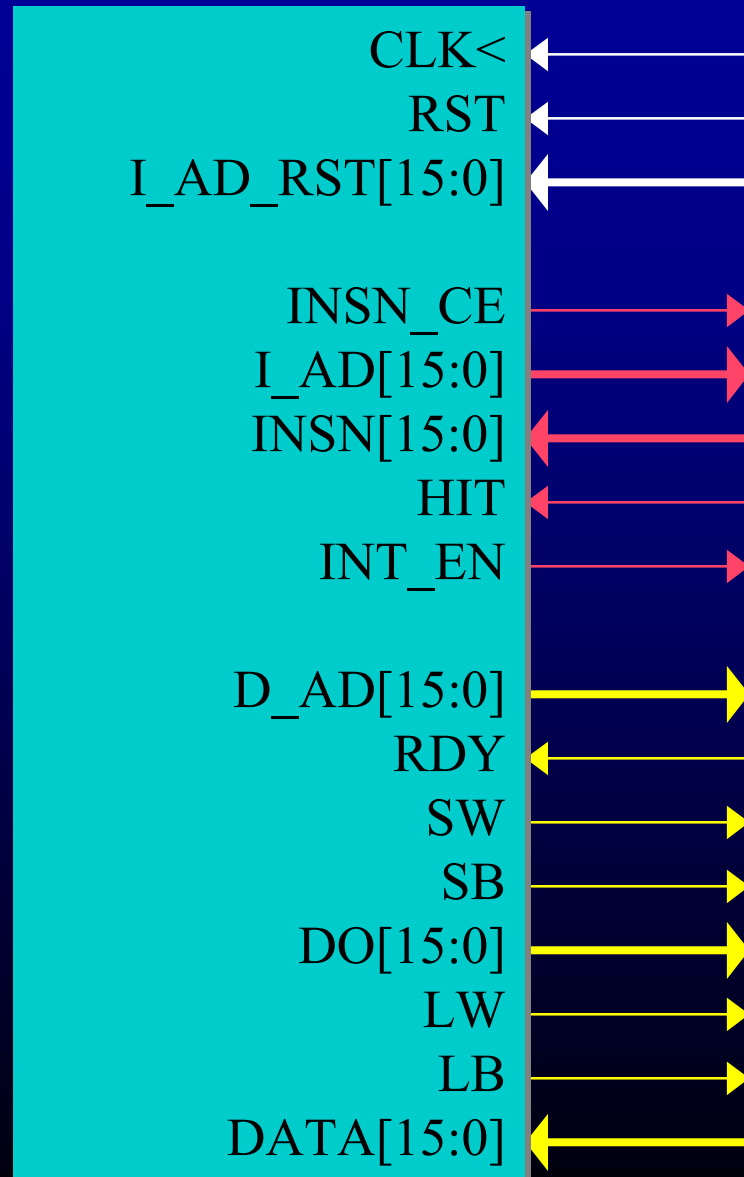 CLK<
RST
I_AD_RST[15:0]
INSN_CE
I_AD[15:0]
INSN[15:0]
HIT
INT_EN
D_AD[15:0]
RDY
SW
SB
DO[15:0]
LW
LB
DATA[15:0]